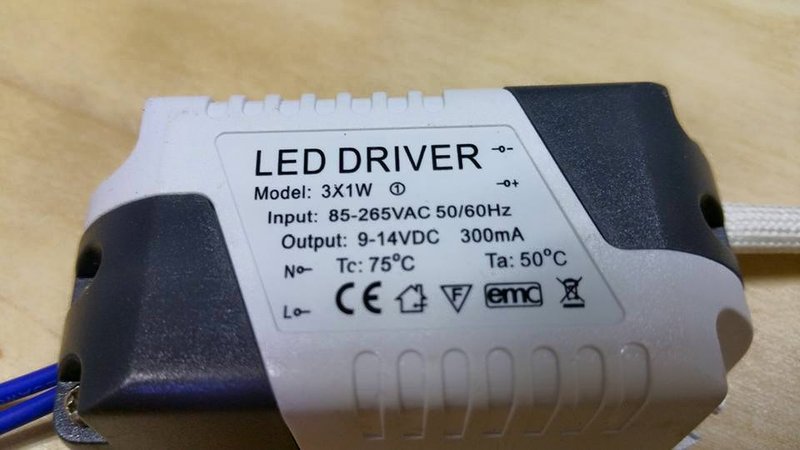 LED DRIVER
Model: 3X1W ①
-
+
Input: 85-265VAC 50/60Hz
Output: 9-14VDC 300mA
N
Tc: 75°C Ta: 50°C
L
CE F emc